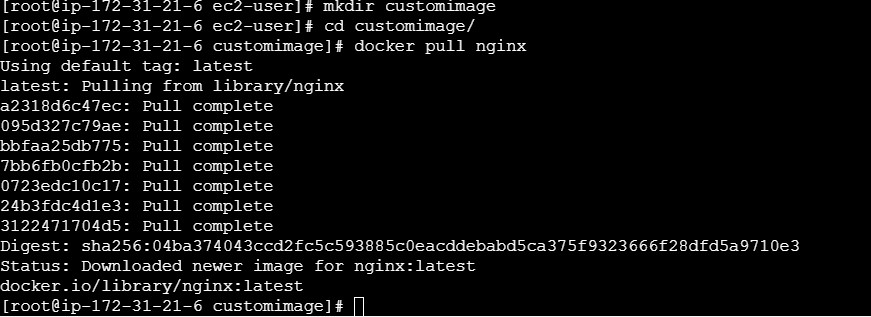 [root@ip-172-31-21-6 ec2-user]# mkdir customimage
[root@ip-172-31-21-6 ec2-user]# cd customimage/
[root@ip-172-31-21-6 customimage]# docker pull nginx
Using default tag: latest
latest: Pulling from library/nginx
a2318d6c47ec: Pull complete
095d327c79ae: Pull complete
bbfaa25db775: Pull complete
7bb6fb0cfb2b: Pull complete
0723edc10c17: Pull complete
24b3fdc4d1e3: Pull complete
3122471704d5: Pull complete
Digest: sha256:04ba374043ccd2fc5c593885c0eacddebabd5ca375f9323666f28dfd5a9710e3
Status: Downloaded newer image for nginx:latest
docker.io/library/nginx:latest
[root@ip-172-31-21-6 customimage]#